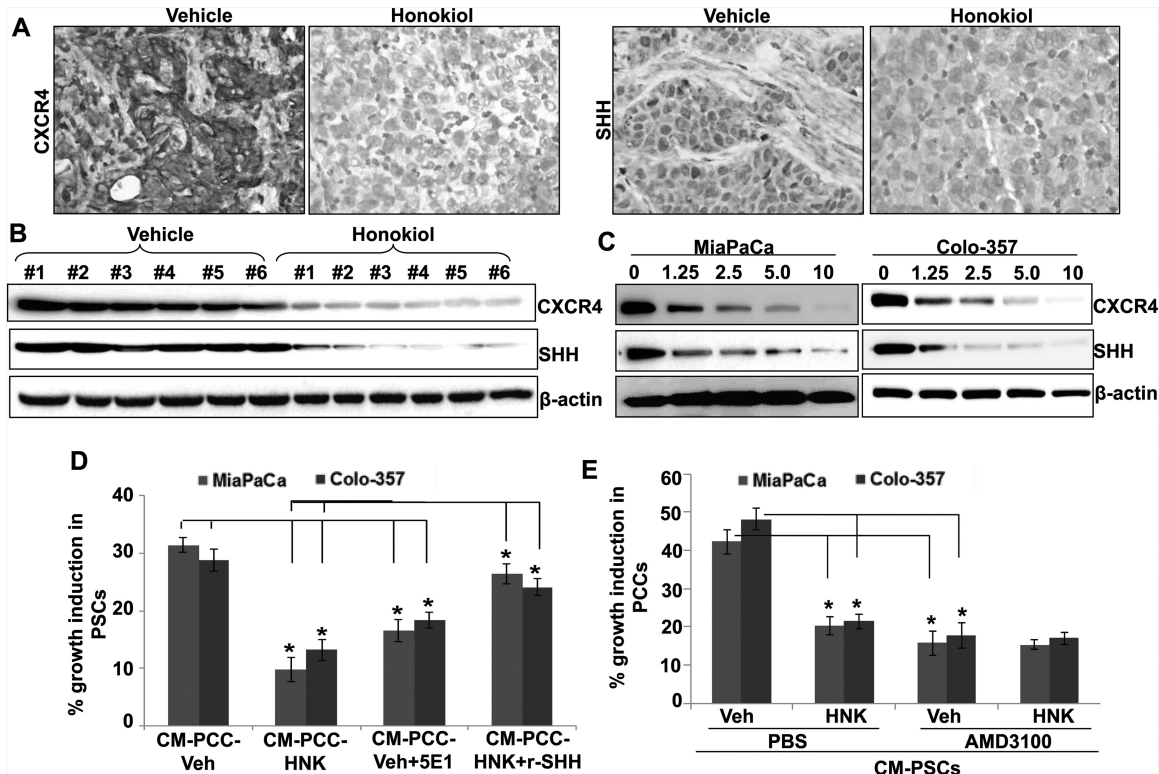 A
Vehicle
Honokiol
Vehicle
Honokiol
CXCR4
SHH
B
Vehicle
Honokiol
#1 #2 #3 #4 #5 #6 #1 #2 #3 #4 #5 #6
CXCR4
SHH
β-actin
C
MiaPaCa
Colo-357
0 1.25 2.5 5.0 10
0 1.25 2.5 5.0 10
CXCR4
SHH
β-actin
D
MiaPaCa Colo-357
% growth induction in
PSCs
40
30
20
10
0
* * * * * *
CM-PCC-
Veh
CM-PCC-
HNK
CM-PCC-
Veh+5E1
CM-PCC-
HNK+r-SHH
E
MiaPaCa Colo-357
% growth induction in
PCCs
60
50
40
30
20
10
0
* * * *
Veh HNK Veh HNK
PBS AMD3100
CM-PSCs